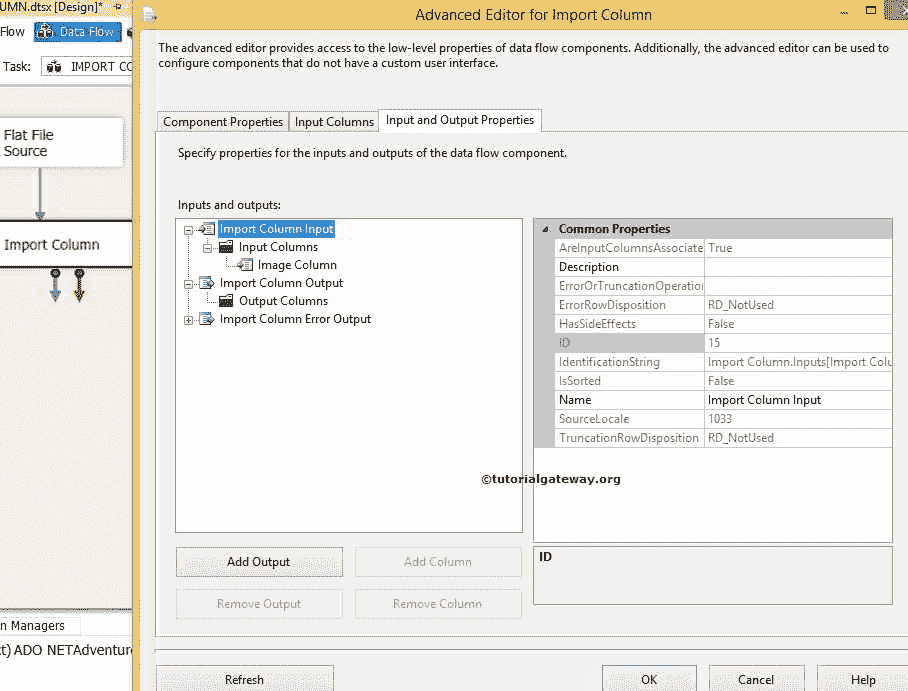 UMN.dtsx [Design]*
Advanced Editor for Import Column
Flow
Data Flow
Task:
IMPORT CO
The advanced editor provides access to the low-level properties of data flow components. Additionally, the advanced editor can be used to
configure components that do not have a custom user interface.
Component Properties
Input Columns
Input and Output Properties
Flat File
Source
Specify properties for the inputs and outputs of the data flow component.
Inputs and outputs:
Import Column Input
Input Columns
Image Column
Import Column Output
Output Columns
Import Column Error Output
Import Column
Common Properties
AreInputColumnsAssociate True
Description
ErrorOrTruncationOperation
ErrorRowDisposition RD_NotUsed
HasSideEffects False
ID 15
IdentificationString Import Column.Inputs[Import Colu
IsSorted False
Name Import Column Input
SourceLocale 1033
TruncationRowDisposition RD_NotUsed
©tutorialgateway.org
Add Output
Add Column
Remove Output
Remove Column
ID
n Managers
ct) ADO NETAdventure
Refresh
OK
Cancel
Help